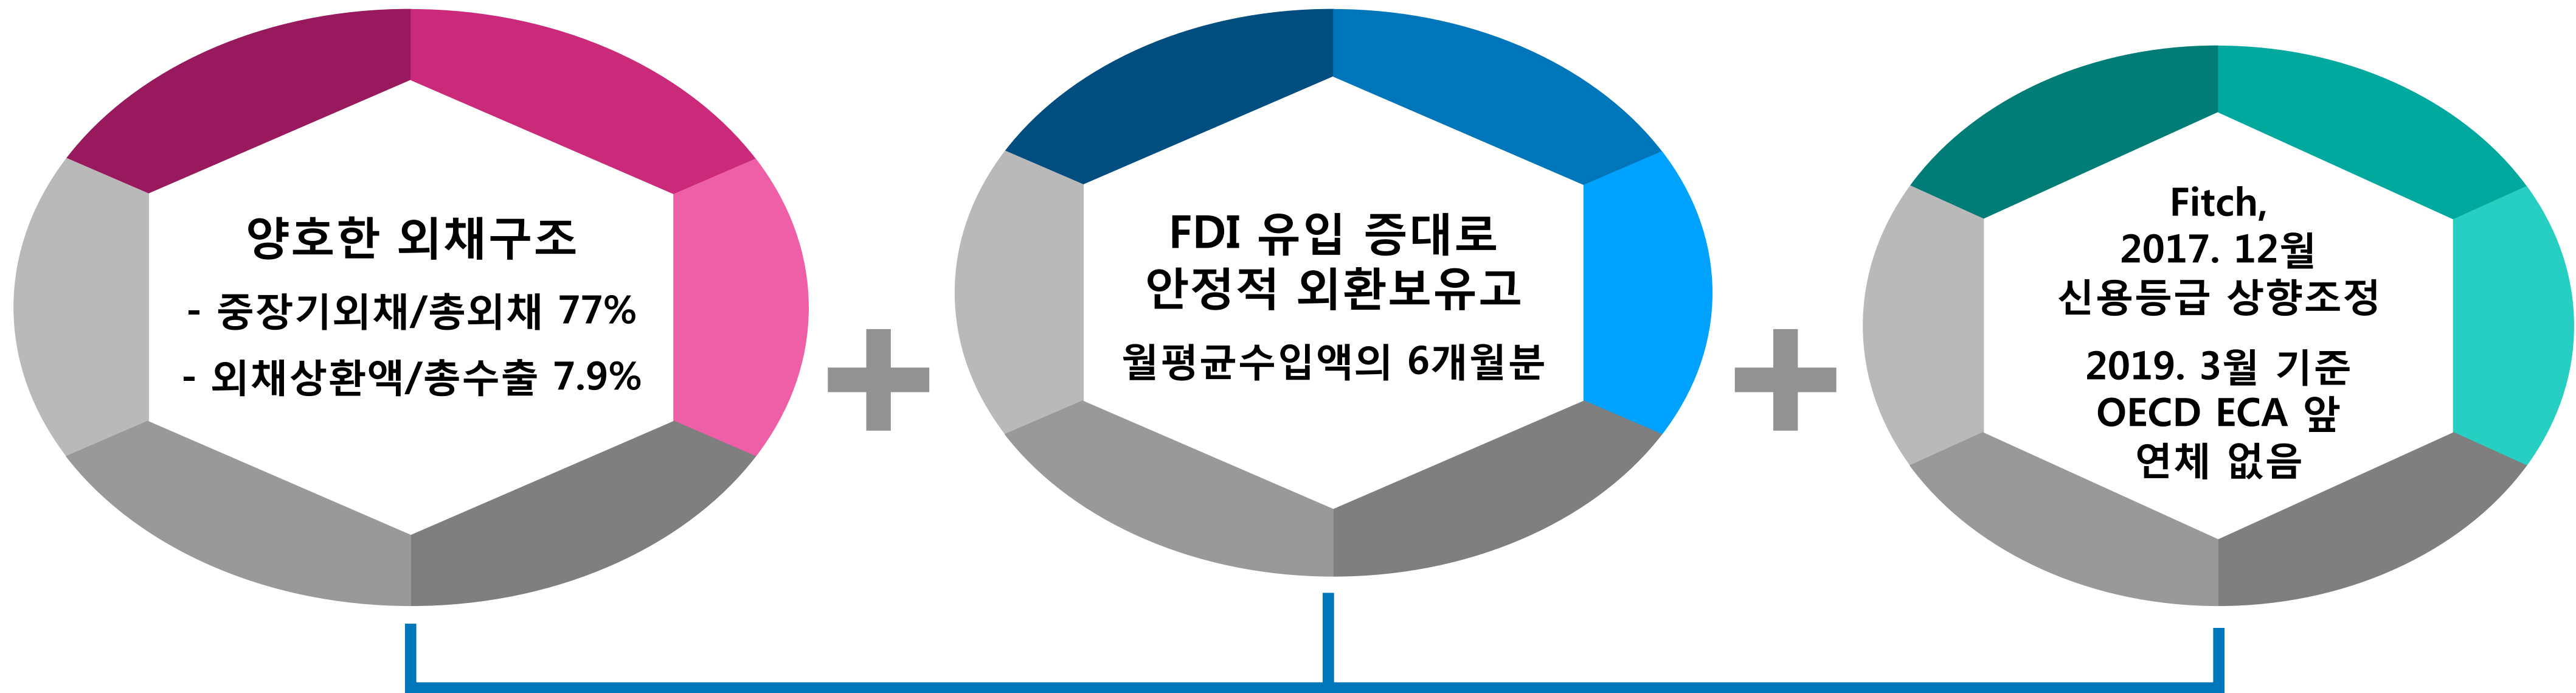 양호한 외채구조
- 중장기외채/총외채 77%
- 외채상환액/총수출 7.9%
FDI 유입 증대로
안정적 외환보유고
월평균수입액의 6개월분
Fitch,
2017. 12월
신용등급 상향조정
2019. 3월 기준
OECD ECA 앞
연체 없음